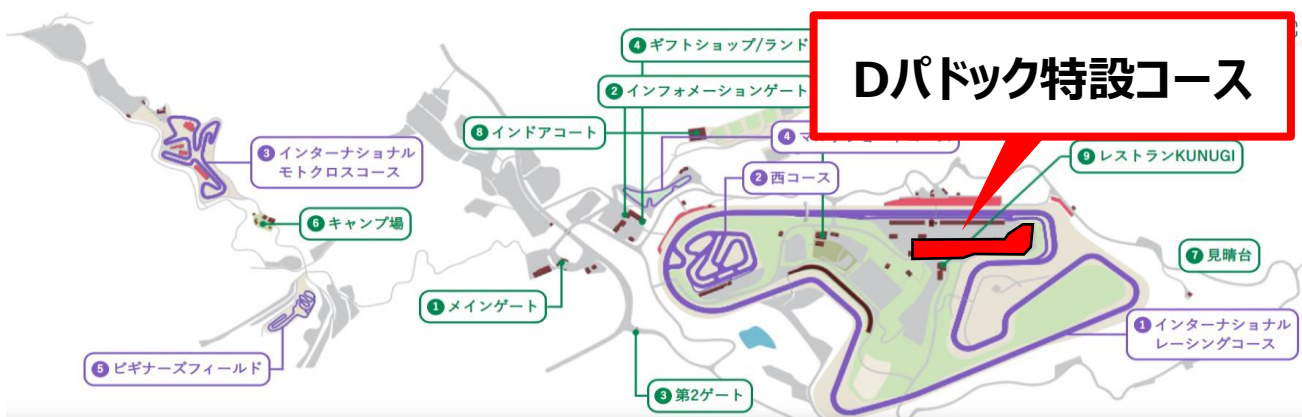 ④ ギフトショップ/ランド
② インフォメーションゲート
Dパドック特設コース
⑧ インドアコート
③ インターナショナル
モトクロスコース
④
⑨ レストランKUNUGI
② 西コース
⑥ キャンプ場
⑦ 見晴台
① メインゲート
① インターナショナル
レーシングコース
⑤ ビギナーズフィールド
③ 第2ゲート